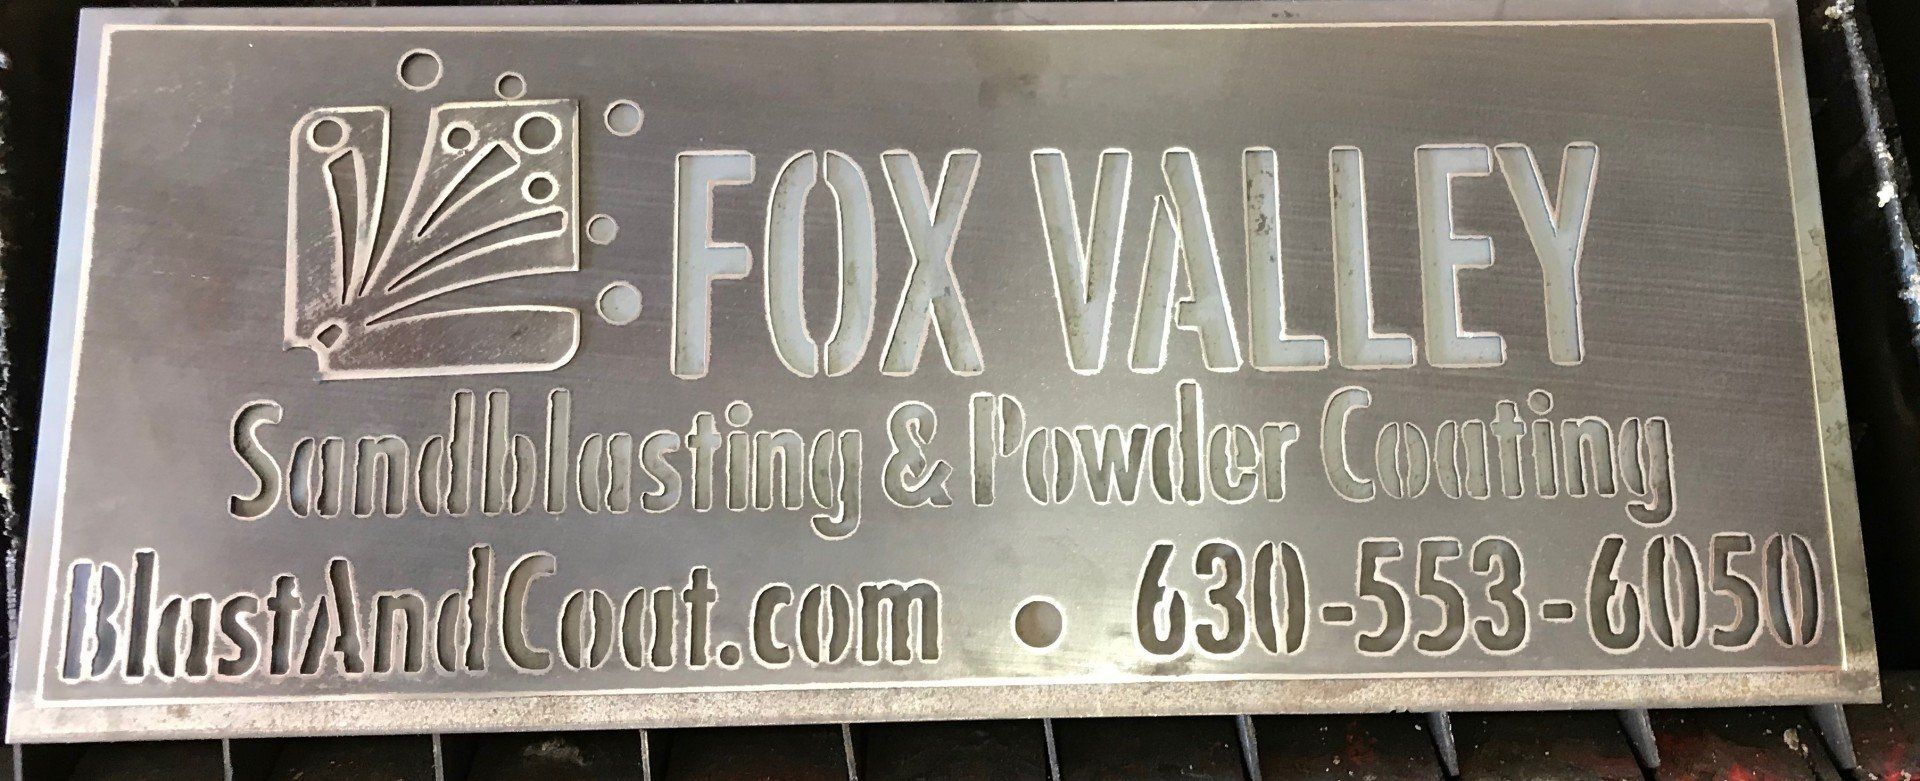 FOX VALLEY
Sandblasting & Powder Coating
BlastAndCoat.com • 630-553-6050